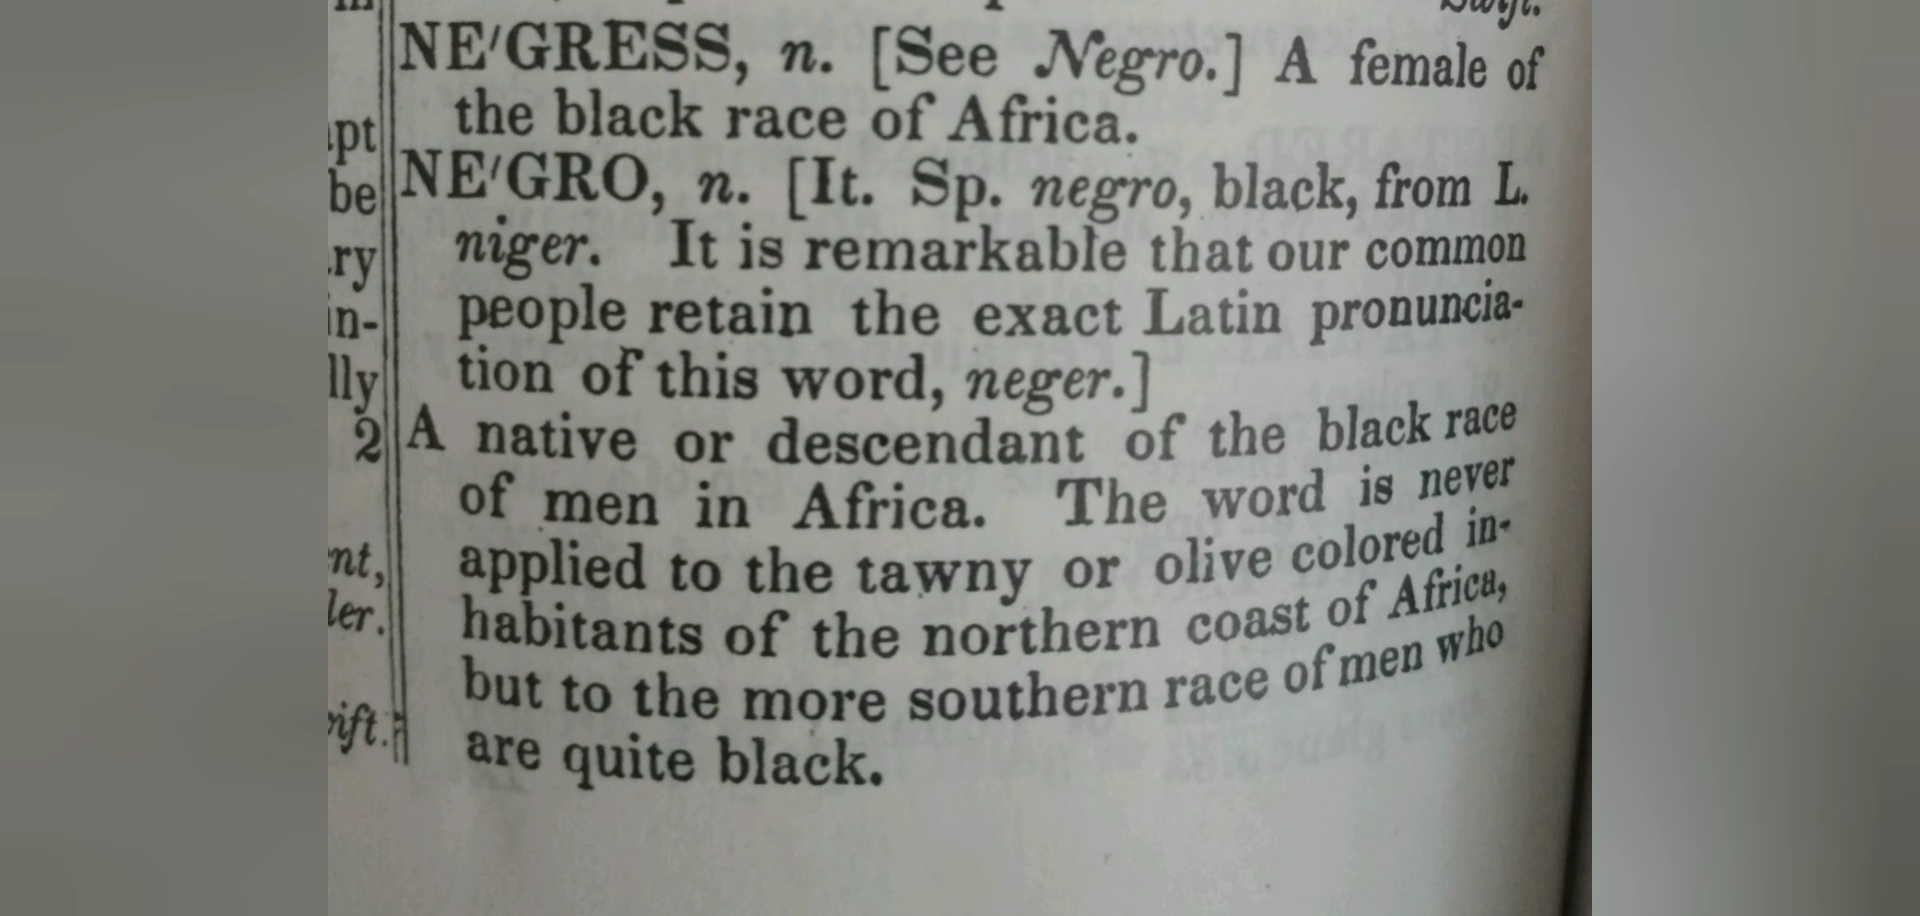 Swift.
NE'GRESS, n. [See Negro.] A female of
the black race of Africa.
NE'GRO, n. [It. Sp. negro, black, from L.
niger. It is remarkable that our common
people retain the exact Latin pronuncia-
tion of this word, neger.]
A native or descendant of the black race
of men in Africa. The word is never
applied to the tawny or olive colored in-
habitants of the northern coast of Africa,
but to the more southern race of men who
are quite black.
pt
be
ry
in-
lly
2
nt,
ler.
ift.